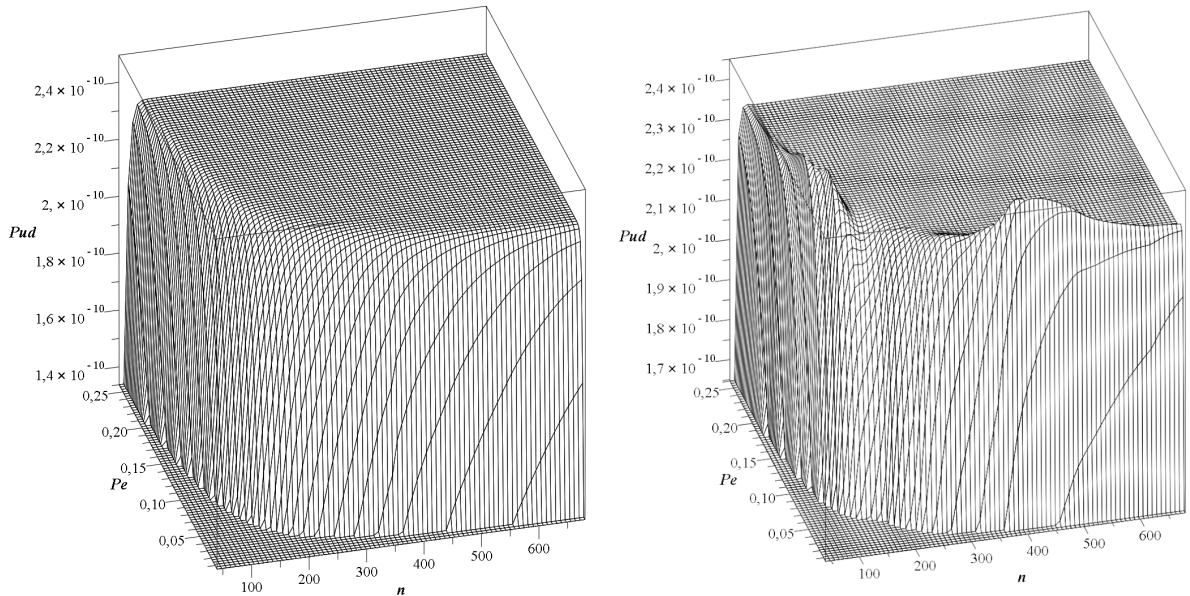 2,4 × 10^-10
2,2 × 10^-10
2, × 10^-10
Pud
1,8 × 10^-10
1,6 × 10^-10
1,4 × 10^-10
0,25
0,20
0,15
Pe
0,10
0,05
100
200
300
400
500
600
n
2,4 × 10^-10
2,3 × 10^-10
2,2 × 10^-10
2,1 × 10^-10
Pud
2, × 10^-10
1,9 × 10^-10
1,8 × 10^-10
1,7 × 10^-10
0,25
0,20
0,15
Pe
0,10
0,05
100
200
300
400
500
600
n